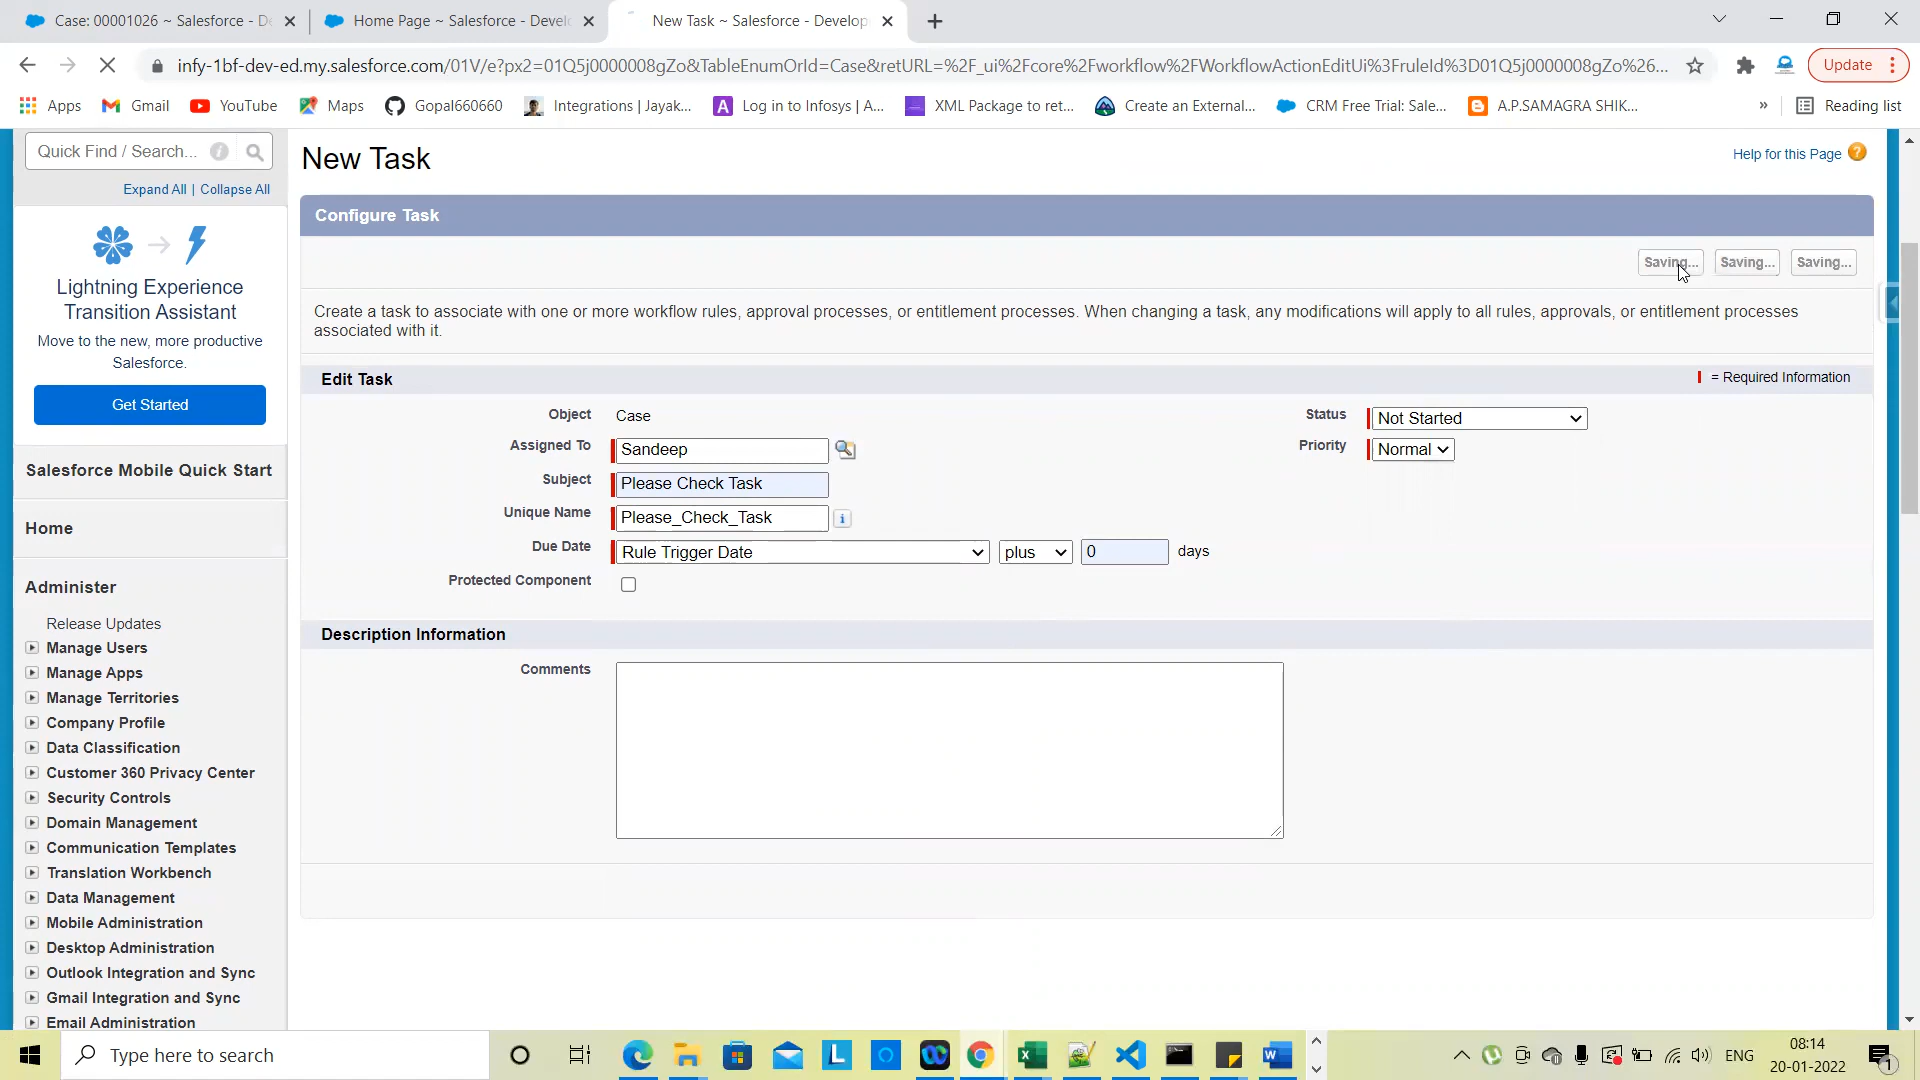 Case: 00001026 ~ Salesforce - De
Home Page ~ Salesforce - Develo
New Task ~ Salesforce - Develop
infy-1bf-dev-ed.my.salesforce.com/01V/e?px2=01Q5j0000008gZo&TableEnumOrId=Case&retURL=%2F_ui%2Fcore%2Fworkflow%2FWorkflowActionEditUi%3FruleId%3D01Q5j0000008gZo%26...
Update
Apps
Gmail
YouTube
Maps
Gopal660060
Integrations | Jayak...
Log in to Infosys | A...
XML Package to ret...
Create an External...
CRM Free Trial: Sale...
A.P.SAMAGRA SHIK...
»
Reading list
Quick Find / Search...
Expand All | Collapse All
Lightning Experience
Transition Assistant
Move to the new, more productive
Salesforce.
Get Started
Salesforce Mobile Quick Start
Home
Administer
Release Updates
Manage Users
Manage Apps
Manage Territories
Company Profile
Data Classification
Customer 360 Privacy Center
Security Controls
Domain Management
Communication Templates
Translation Workbench
Data Management
Mobile Administration
Desktop Administration
Outlook Integration and Sync
Gmail Integration and Sync
Email Administration
New Task
Help for this Page
Configure Task
Saving... Saving... Saving...
Create a task to associate with one or more workflow rules, approval processes, or entitlement processes. When changing a task, any modifications will apply to all rules, approvals, or entitlement processes
associated with it.
Edit Task
= Required Information
Object Case
Status Not Started
Assigned To Sandeep
Priority Normal
Subject Please Check Task
Unique Name Please_Check_Task
Due Date Rule Trigger Date plus 0 days
Protected Component
Description Information
Comments
Type here to search
ENG
08:14
20-01-2022
1